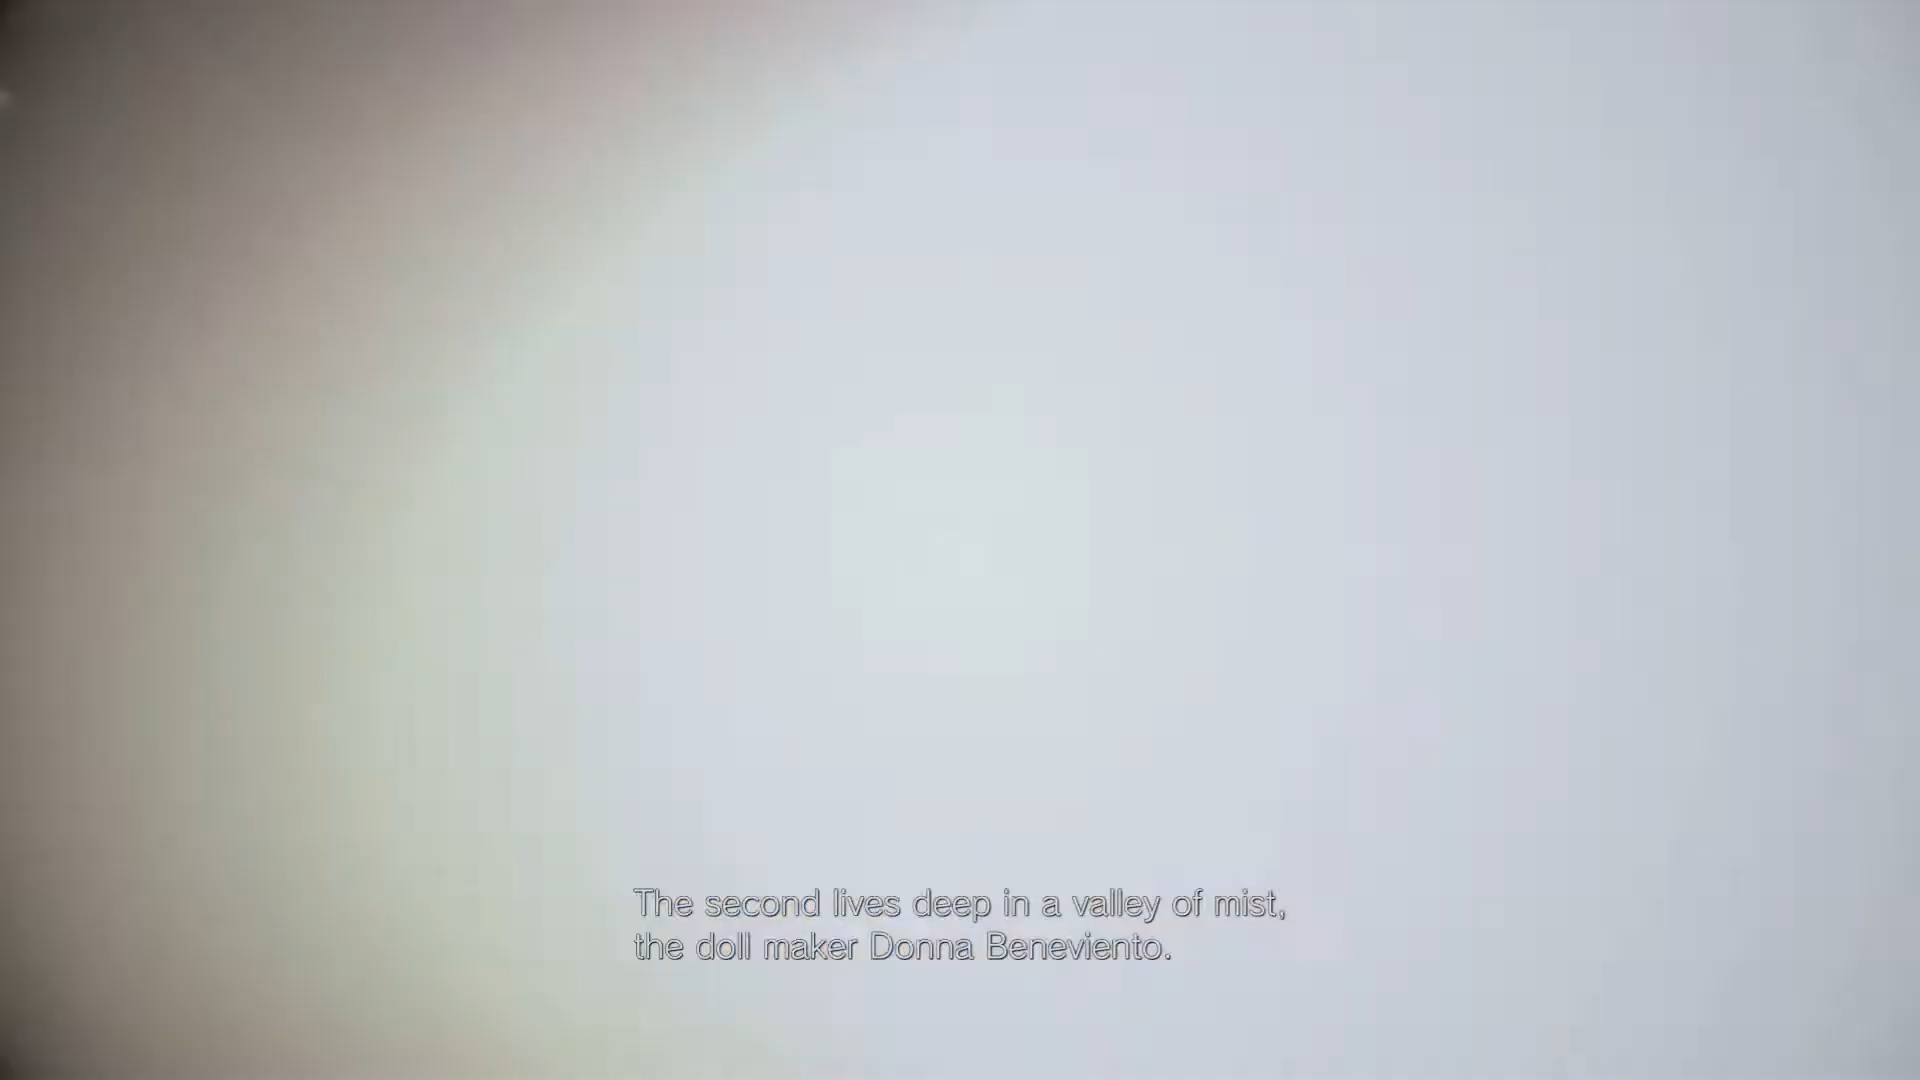 The second lives deep in a valley of mist,
the doll maker Donna Beneviento.